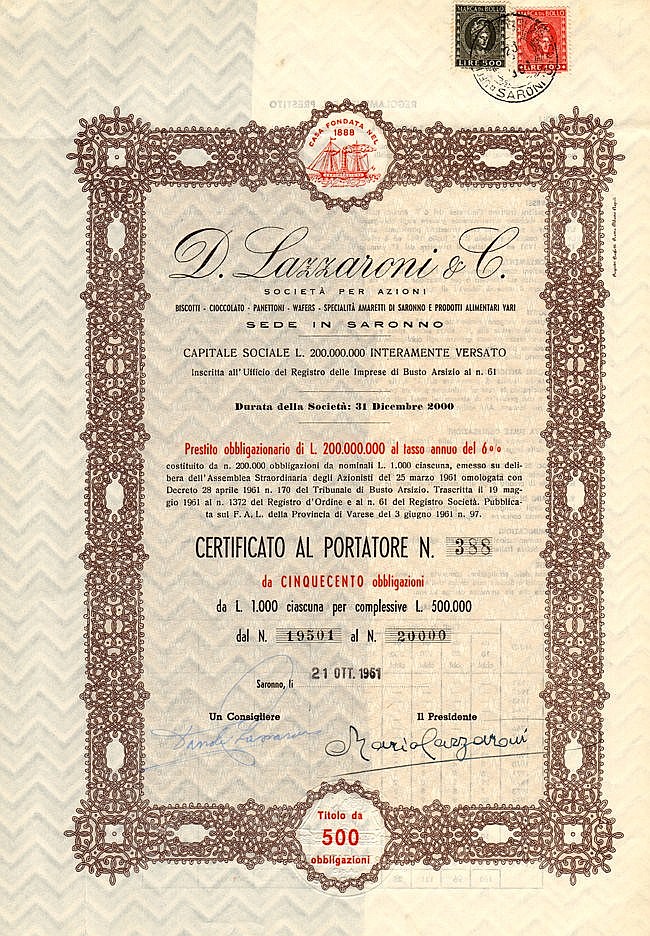 MARCA DA BOLLO
MARCA DA BOLLO
LIRE 500
LIRE
SARONNO
CASA FONDATA NEL
1888
D. Lazzaroni & C.
SOCIETÀ PER AZIONI
BISCOTTI - CIOCCOLATO - PANETTONI - WAFERS - SPECIALITÀ AMARETTI DI SARONNO E PRODOTTI ALIMENTARI VARI
SEDE IN SARONNO
CAPITALE SOCIALE L. 200.000.000 INTERAMENTE VERSATO
Inscritta all'Ufficio del Registro delle Imprese di Busto Arsizio al n. 61
Durata della Società: 31 Dicembre 2000
Prestito obbligazionario di L. 200.000.000 al tasso annuo del 6%
costituito da n. 200.000 obbligazioni da nominali L. 1.000 ciascuna, emesso su deli-
bera dell'Assemblea Straordinaria degli Azionisti del 25 marzo 1961 omologata con
Decreto 28 aprile 1961 n. 170 del Tribunale di Busto Arsizio. Trascritta il 19 mag-
gio 1961 al n. 1372 del Registro d'Ordine e al n. 61 del Registro Società. Pubblica-
ta sul F. A. L. della Provincia di Varese del 3 giugno 1961 n. 97.
CERTIFICATO AL PORTATORE N. 388
da CINQUECENTO obbligazioni
da L. 1.000 ciascuna per complessive L. 500.000
dal N. 19501 al N. 20000
Saronno, lì 21 OTT. 1961
Un Consigliere Il Presidente
Mario Lazzaroni
Titolo da
500
obbligazioni